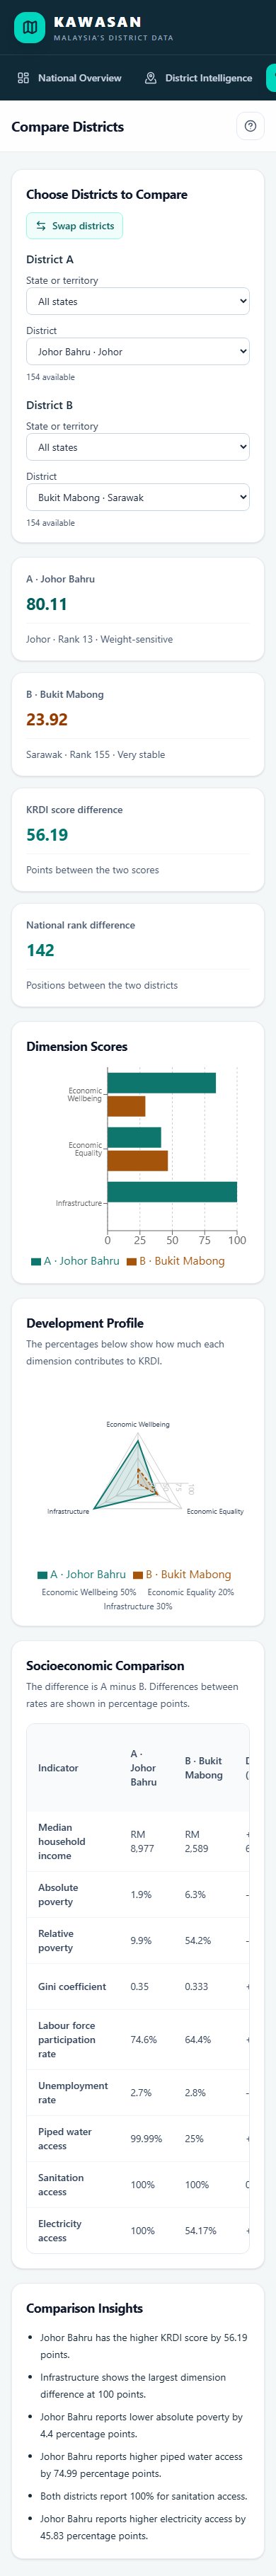 KAWASAN
MALAYSIA'S DISTRICT DATA
National Overview
District Intelligence
Compare Districts
Choose Districts to Compare
Swap districts
District A
State or territory
All states
District
Johor Bahru · Johor
154 available
District B
State or territory
All states
District
Bukit Mabong · Sarawak
154 available
A · Johor Bahru
80.11
Johor · Rank 13 · Weight-sensitive
B · Bukit Mabong
23.92
Sarawak · Rank 155 · Very stable
KRDI score difference
56.19
Points between the two scores
National rank difference
142
Positions between the two districts
Dimension Scores
Economic
Wellbeing
Economic
Equality
Infrastructure
0 25 50 75 100
A · Johor Bahru B · Bukit Mabong
Development Profile
The percentages below show how much each
dimension contributes to KRDI.
Economic Wellbeing
Infrastructure
Economic Equality
100
A · Johor Bahru B · Bukit Mabong
Economic Wellbeing 50% Economic Equality 20%
Infrastructure 30%
Socioeconomic Comparison
The difference is A minus B. Differences between
rates are shown in percentage points.
Indicator
A ·
Johor
Bahru
B · Bukit
Mabong
Median
household
income
RM
8,977
RM
2,589
Absolute
poverty
1.9%
6.3%
Relative
poverty
9.9%
54.2%
Gini coefficient
0.35
0.333
Labour force
participation
rate
74.6%
64.4%
Unemployment
rate
2.7%
2.8%
Piped water
access
99.99%
25%
Sanitation
access
100%
100%
Electricity
access
100%
54.17%
Comparison Insights
• Johor Bahru has the higher KRDI score by 56.19
points.
• Infrastructure shows the largest dimension
difference at 100 points.
• Johor Bahru reports lower absolute poverty by
4.4 percentage points.
• Johor Bahru reports higher piped water access
by 74.99 percentage points.
• Both districts report 100% for sanitation access.
• Johor Bahru reports higher electricity access by
45.83 percentage points.